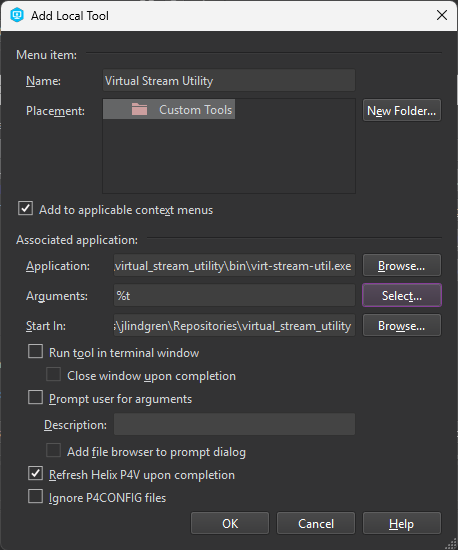 Add Local Tool
Menu item:
Name: Virtual Stream Utility
Placement: Custom Tools New Folder...
Add to applicable context menus
Associated application:
Application: .virtual_stream_utility\bin\virt-stream-util.exe Browse...
Arguments: %t Select...
Start In: s\jlindgren\Repositories\virtual_stream_utility Browse...
Run tool in terminal window
Close window upon completion
Prompt user for arguments
Description:
Add file browser to prompt dialog
Refresh Helix P4V upon completion
Ignore P4CONFIG files
OK Cancel Help